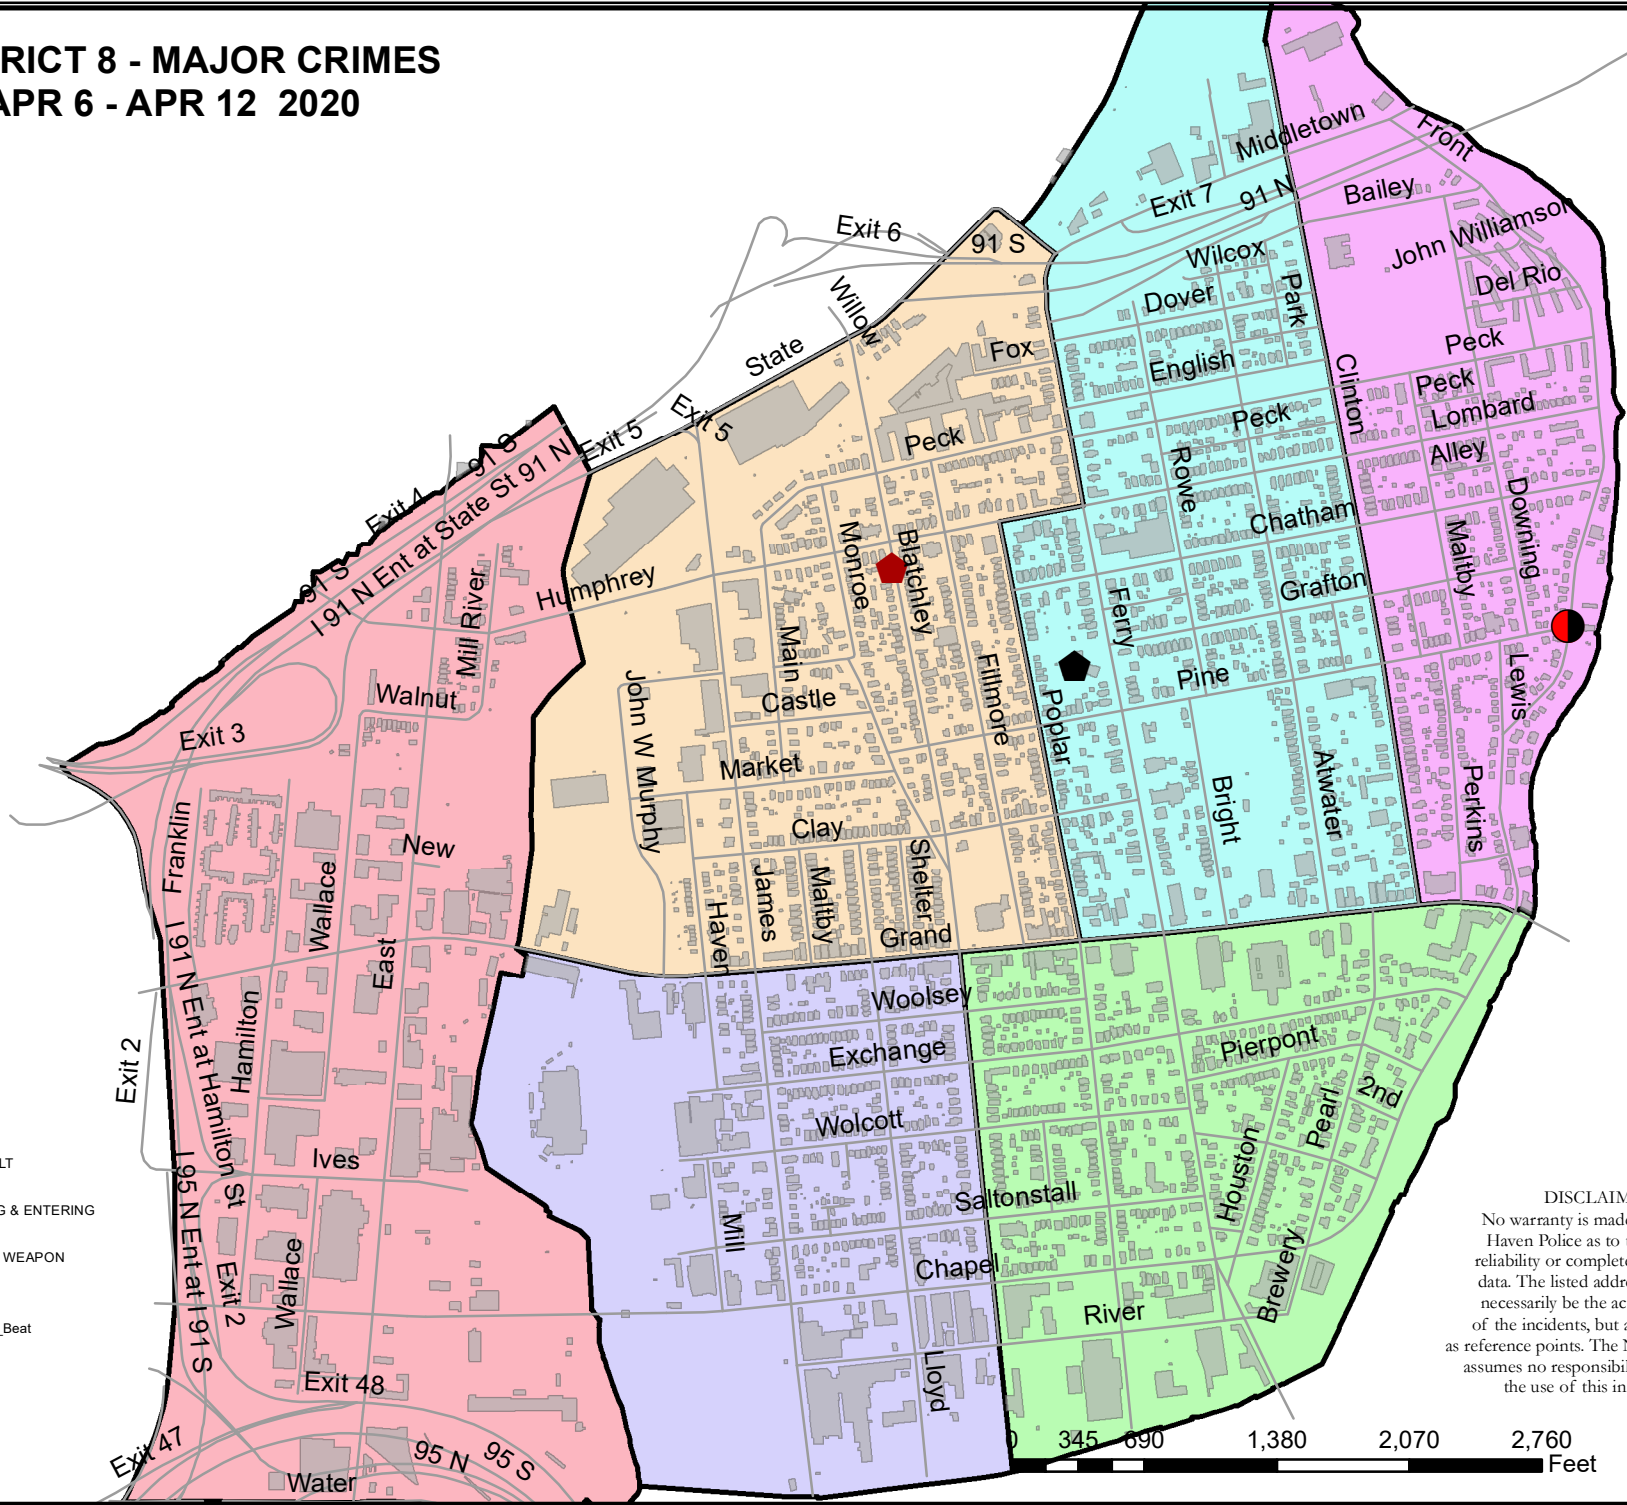 RICT 8 - MAJOR CRIMES
APR 6 - APR 12 2020
Middletown
Front
Exit 7
91 N
Bailey
Exit 6
91 S
John Williamson
Wilcox
Del Rio
Willow
Dover
Park
Fox
State
English
Peck
Clinton
Peck
Lombard
Exit 5
Exit 5
Peck
Peck
Alley
Rowe
91 S
I 91 N Ent at State St 91 N
Exit 4
Chatham
Downing
Maltby
Monroe
Blatchley
91 S
Humphrey
Mill River
Grafton
Ferry
Main
Fillmore
Pine
Lewis
Castle
Poplar
Walnut
John W Murphy
Exit 3
Market
Atwater
Bright
Perkins
Franklin
Clay
New
Wallace
Shelter
James
Maltby
Haven
Grand
East
I 91 N Ent at Hamilton St
Hamilton
Woolsey
Exchange
Pierpont
Exit 2
2nd
Pearl
Wolcott
Houston
Ives
Saltonstall
Mill
I 95 N Ent at I 91 S
Exit 2
Wallace
Chapel
Brewery
River
Lloyd
Exit 48
Exit 47
95 N
95 S
Water
LT
G & ENTERING
WEAPON
_Beat
DISCLAIM
No warranty is made
Haven Police as to
reliability or complete
data. The listed addre
necessarily be the ac
of the incidents, but a
as reference points. The N
assumes no responsibil
the use of this in
0 345 690 1,380 2,070 2,760
Feet